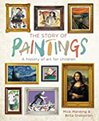 THE STORY OF
PAINTINGS
A history of art for children
Mick Manning &
Brita Granström